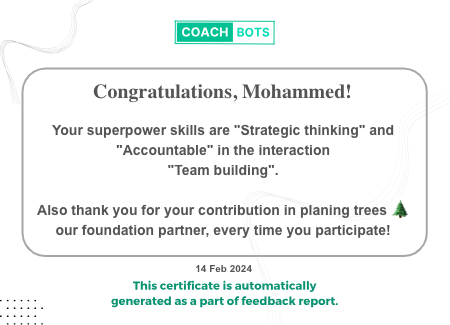 COACH BOTS
Congratulations, Mohammed!
Your superpower skills are "Strategic thinking" and
"Accountable" in the interaction
"Team building".
Also thank you for your contribution in planing trees 🌲
our foundation partner, every time you participate!
14 Feb 2024
This certificate is automatically
generated as a part of feedback report.